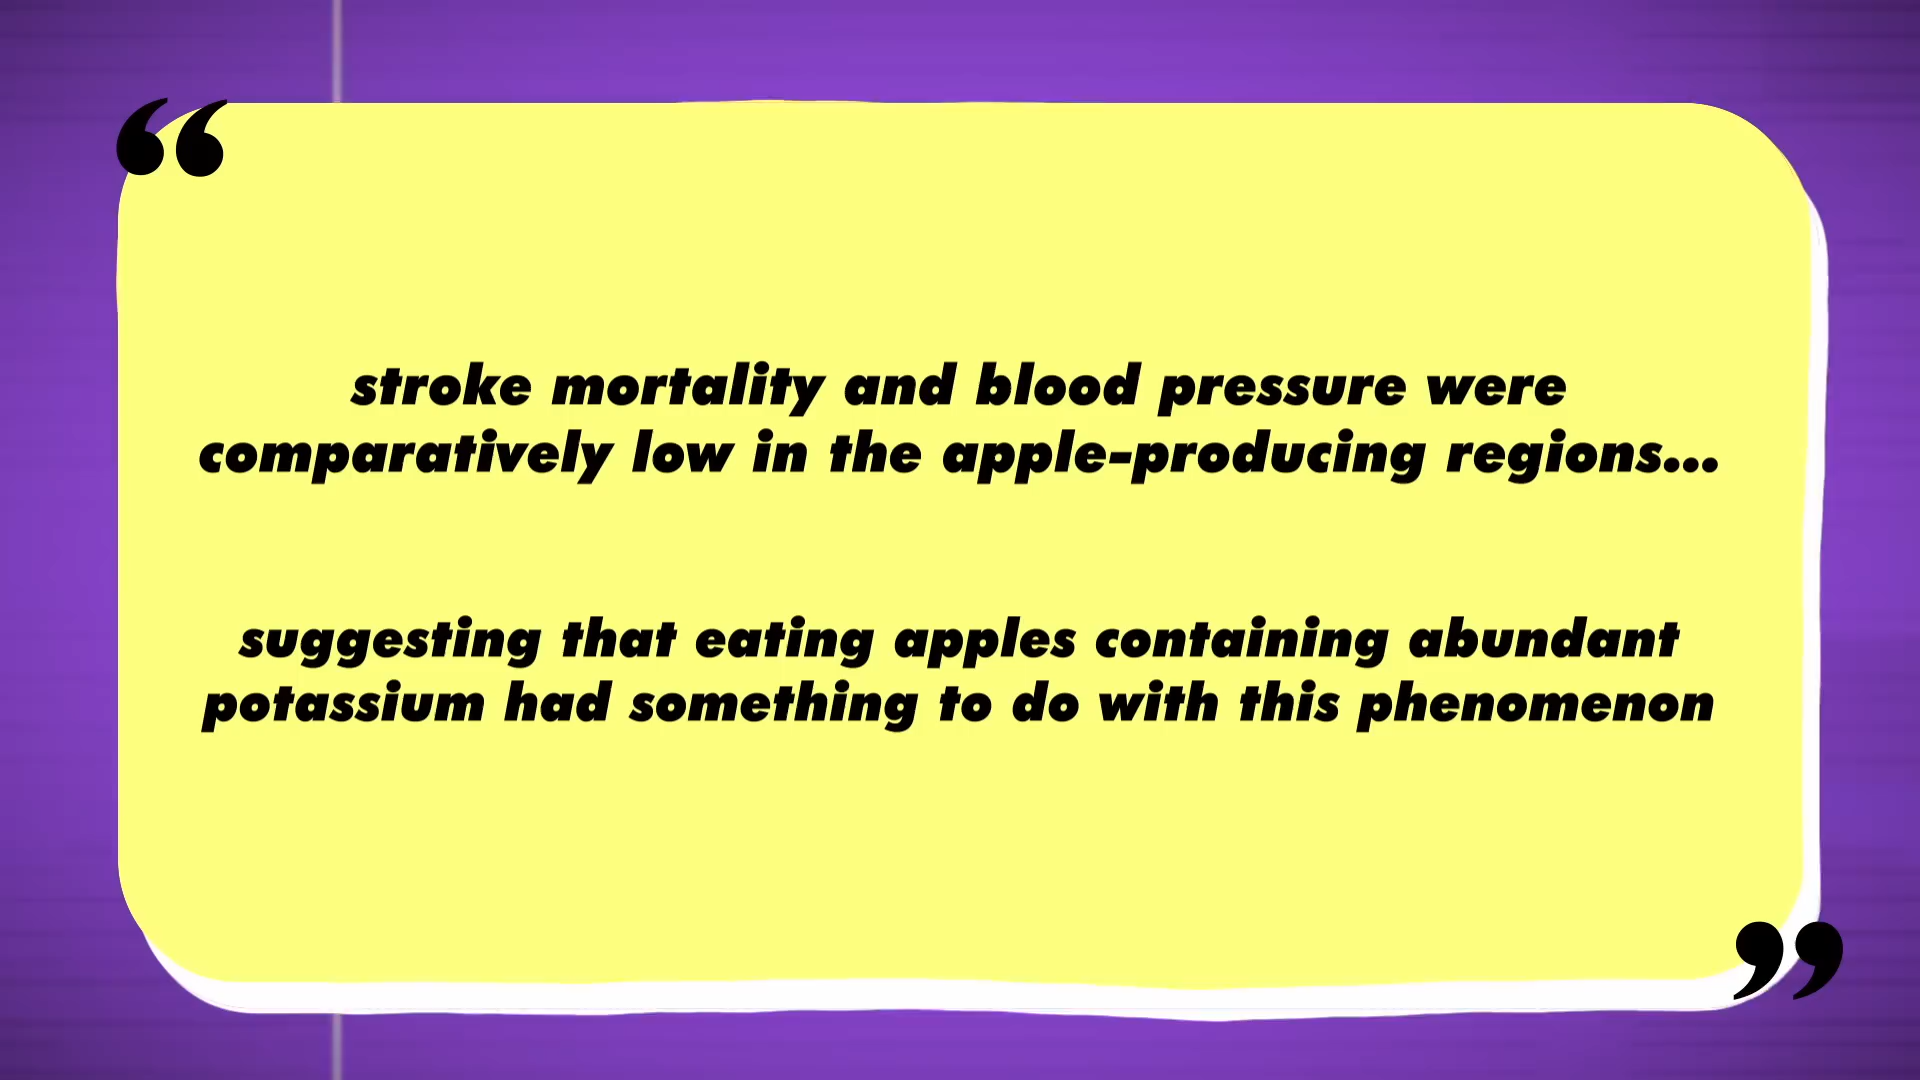 “
stroke mortality and blood pressure were
comparatively low in the apple-producing regions...
suggesting that eating apples containing abundant
potassium had something to do with this phenomenon
”